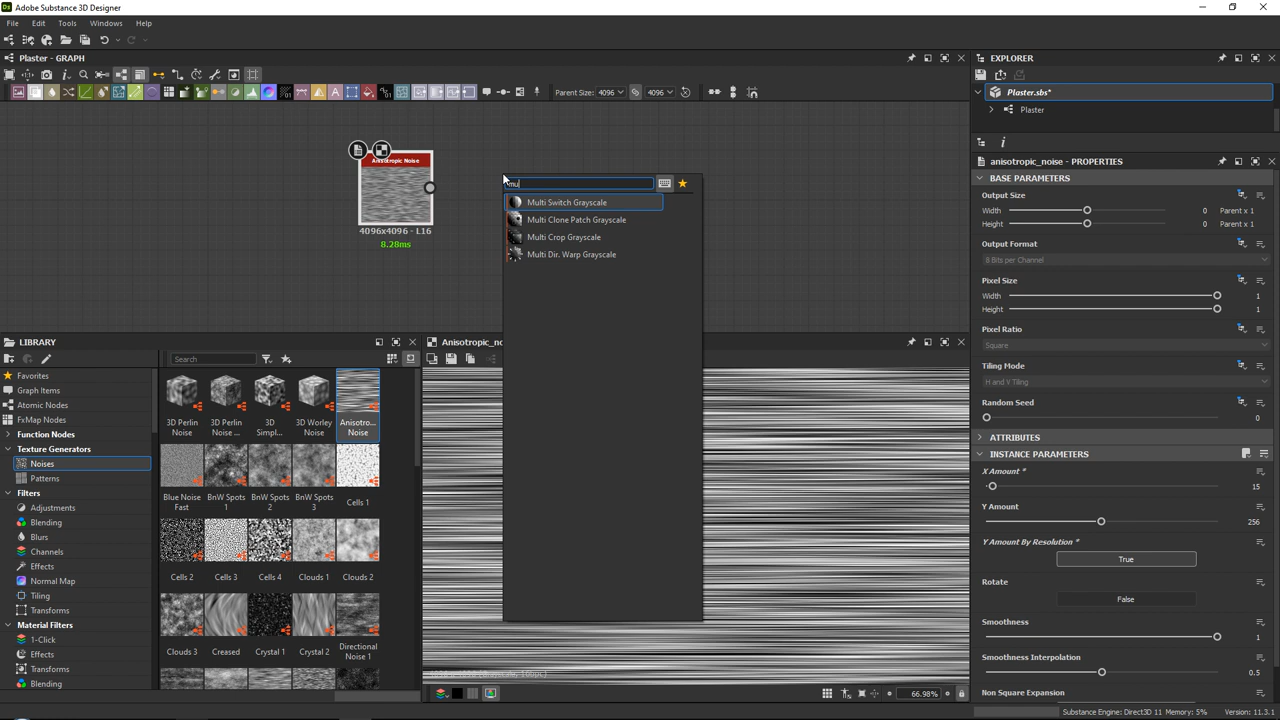 Adobe Substance 3D Designer
File Edit Tools Windows Help
Plaster - GRAPH
Parent Size: 4096 4096
Anisotropic Noise
4096x4096 - L16
8.28ms
mu
Multi Switch Grayscale
Multi Clone Patch Grayscale
Multi Crop Grayscale
Multi Dir. Warp Grayscale
EXPLORER
Plaster.sbs*
Plaster
anisotropic_noise - PROPERTIES
BASE PARAMETERS
Output Size
Width 0 Parent x 1
Height 0 Parent x 1
Output Format
8 Bits per Channel
Pixel Size
Width 1
Height 1
Pixel Ratio
Square
Tiling Mode
H and V Tiling
Random Seed
0
ATTRIBUTES
INSTANCE PARAMETERS
X Amount *
15
Y Amount
256
Y Amount By Resolution *
True
Rotate
False
Smoothness
1
Smoothness Interpolation
0.5
Non Square Expansion
LIBRARY
Search
Favorites
Graph Items
Atomic Nodes
FxMap Nodes
Function Nodes
Texture Generators
Noises
Patterns
Filters
Adjustments
Blending
Blurs
Channels
Effects
Normal Map
Tiling
Transforms
Material Filters
1-Click
Effects
Transforms
Blending
3D Perlin Noise
3D Perlin Noise ...
3D Simpl...
3D Worley Noise
Anisotro... Noise
Blue Noise Fast
BnW Spots 1
BnW Spots 2
BnW Spots 3
Cells 1
Cells 2
Cells 3
Cells 4
Clouds 1
Clouds 2
Clouds 3
Creased
Crystal 1
Crystal 2
Directional Noise 1
Anisotropic_no
66.98%
Substance Engine: Direct3D 11 Memory: 5% Version: 11.3.1